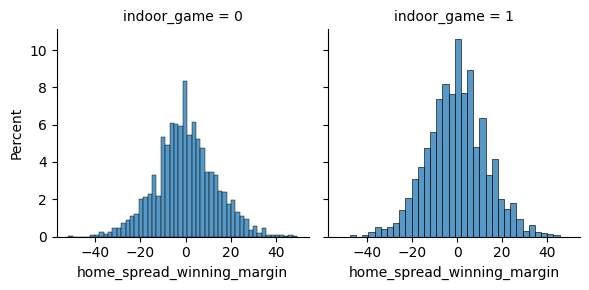 indoor_game = 0
indoor_game = 1
Percent
10
8
6
4
2
0
−40 −20 0 20 40
−40 −20 0 20 40
home_spread_winning_margin
home_spread_winning_margin